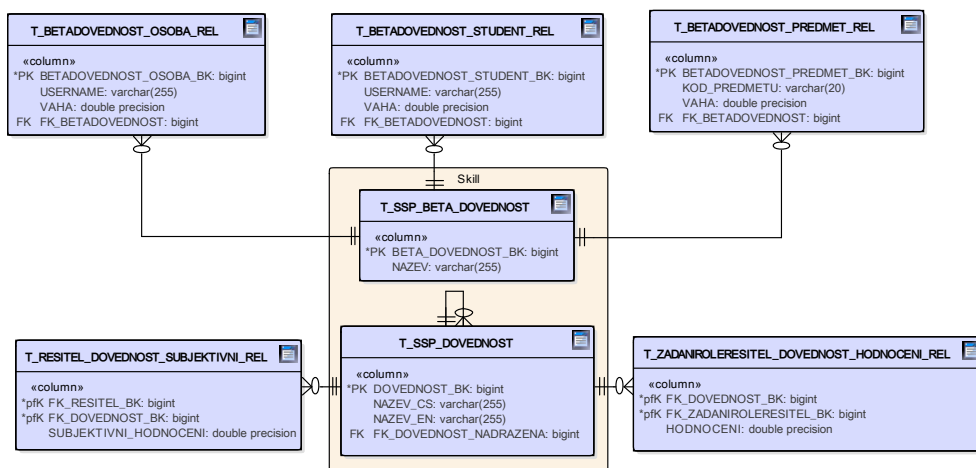 T_BETADOVEDNOST_OSOBA_REL
«column»
*PK BETADOVEDNOST_OSOBA_BK: bigint
USERNAME: varchar(255)
VAHA: double precision
FK FK_BETADOVEDNOST: bigint
T_BETADOVEDNOST_STUDENT_REL
«column»
*PK BETADOVEDNOST_STUDENT_BK: bigint
USERNAME: varchar(255)
VAHA: double precision
FK FK_BETADOVEDNOST: bigint
T_BETADOVEDNOST_PREDMET_REL
«column»
*PK BETADOVEDNOST_PREDMET_BK: bigint
KOD_PREDMETU: varchar(20)
VAHA: double precision
FK FK_BETADOVEDNOST: bigint
Skill
T_SSP_BETA_DOVEDNOST
«column»
*PK BETA_DOVEDNOST_BK: bigint
NAZEV: varchar(255)
T_RESITEL_DOVEDNOST_SUBJEKTIVNI_REL
«column»
*pfK FK_RESITEL_BK: bigint
*pfK FK_DOVEDNOST_BK: bigint
SUBJEKTIVNI_HODNOCENI: double precision
T_SSP_DOVEDNOST
«column»
*PK DOVEDNOST_BK: bigint
NAZEV_CS: varchar(255)
NAZEV_EN: varchar(255)
FK FK_DOVEDNOST_NADRAZENA: bigint
T_ZADANIROLERESITEL_DOVEDNOST_HODNOCENI_REL
«column»
*pfK FK_DOVEDNOST_BK: bigint
*pfK FK_ZADANIROLERESITEL_BK: bigint
HODNOCENI: double precision